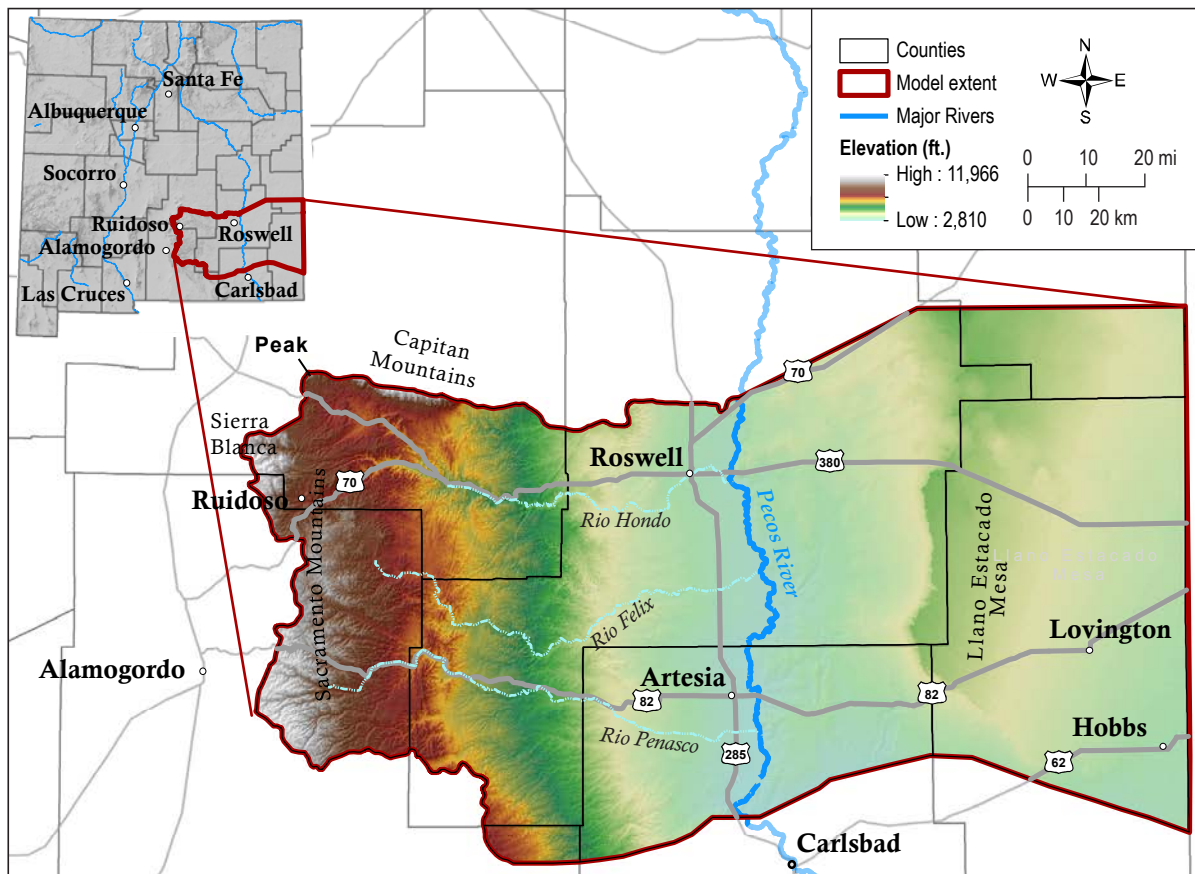 Santa Fe
Albuquerque
Socorro
Ruidoso
Roswell
Alamogordo
Las Cruces
Carlsbad
Counties
Model extent
Major Rivers
Elevation (ft.)
High : 11,966
Low : 2,810
N
W
E
S
0 10 20 mi
0 10 20 km
Peak
Capitan
Mountains
Sierra
Blanca
70
Ruidoso
70
Sacramento Mountains
Roswell
380
Rio Hondo
Pecos River
Rio Felix
Llano Estacado
Mesa
Llano Estacado
Mesa
Lovington
Alamogordo
Artesia
82
82
Rio Penasco
285
Hobbs
62
Carlsbad